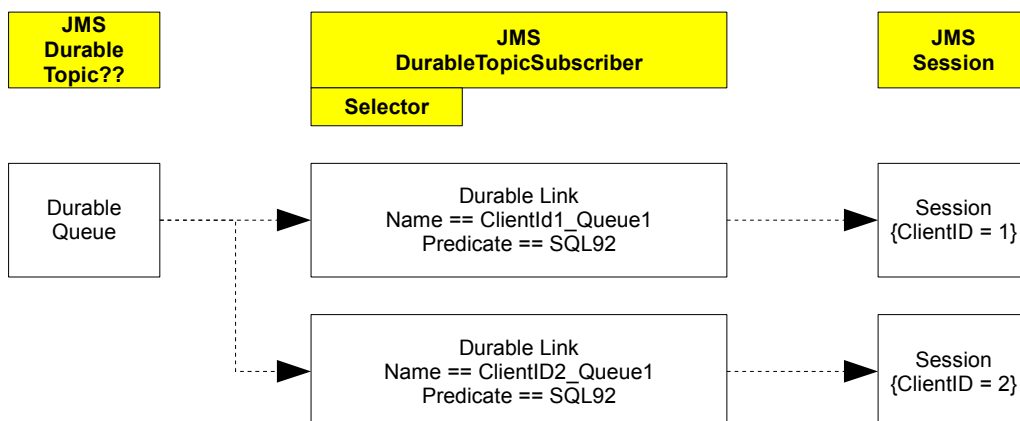 JMS
Durable
Topic??
JMS
DurableTopicSubscriber
JMS
Session
Selector
Durable
Queue
Durable Link
Name == ClientId1_Queue1
Predicate == SQL92
Session
{ClientID = 1}
Durable Link
Name == ClientID2_Queue1
Predicate == SQL92
Session
{ClientID = 2}